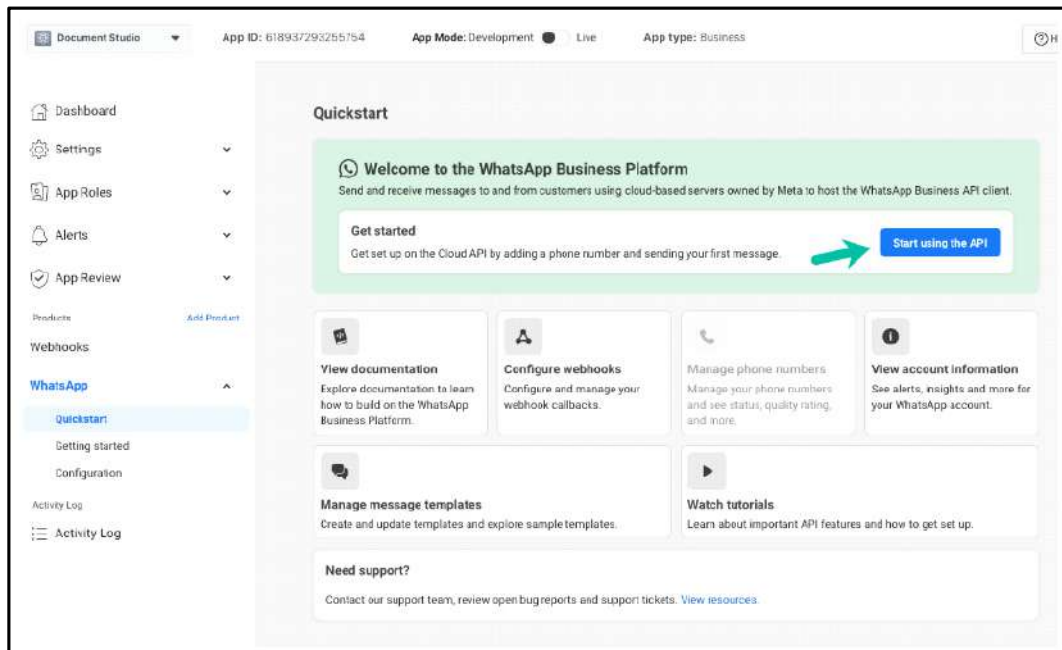 Document Studio
App ID: 618937293255754
App Mode: Development
Live
App type: Business
H
Dashboard
Settings
App Roles
Alerts
App Review
Products
Add Product
Webhooks
WhatsApp
Quickstart
Getting started
Configuration
Activity Log
Activity Log
Quickstart
Welcome to the WhatsApp Business Platform
Send and receive messages to and from customers using cloud-based servers owned by Meta to host the WhatsApp Business API client.
Get started
Get set up on the Cloud API by adding a phone number and sending your first message.
Start using the API
View documentation
Explore documentation to learn
how to build on the WhatsApp
Business Platform.
Configure webhooks
Configure and manage your
webhook callbacks.
Manage phone numbers
Manage your phone numbers
and see status, quality rating,
and more.
View account information
See alerts, insights and more for
your WhatsApp account.
Manage message templates
Create and update templates and explore sample templates.
Watch tutorials
Learn about important API features and how to get set up.
Need support?
Contact our support team, review open bug reports and support tickets. View resources.